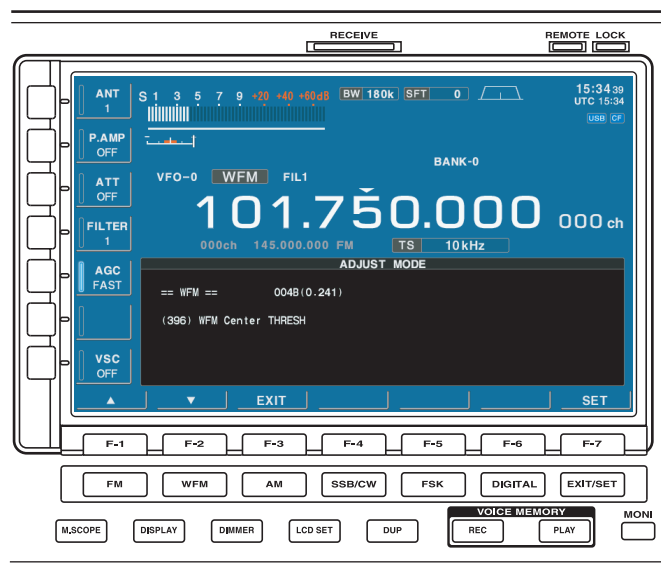 RECEIVE REMOTE LOCK
ANT
1
S 1 3 5 7 9 +20 +40 +60dB BW 180k SFT 0
15:34 39
UTC 15:34
USB CF
P.AMP
OFF
BANK-0
ATT
OFF
VFO-0 WFM FIL1
101.750.000 000 ch
FILTER
1
000ch 145.000.000 FM TS 10kHz
ADJUST MODE
AGC
FAST
== WFM == 004B(0.241)
(396) WFM Center THRESH
VSC
OFF
▲ ▼ EXIT SET
F-1 F-2 F-3 F-4 F-5 F-6 F-7
FM WFM AM SSB/CW FSK DIGITAL EXIT/SET
VOICE MEMORY MONI
M.SCOPE DISPLAY DIMMER LCD SET DUP REC PLAY